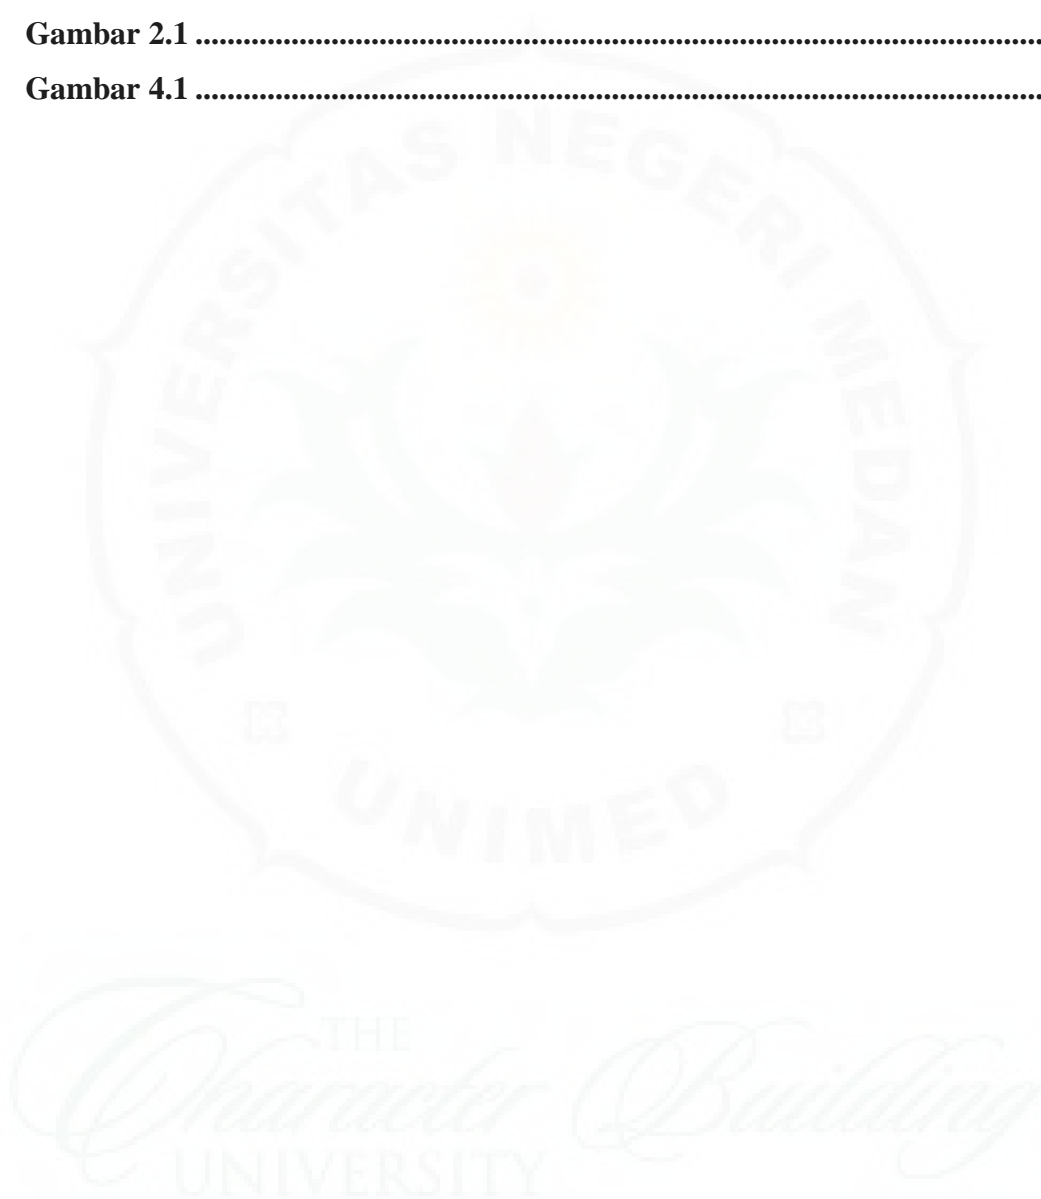 Gambar 2.1 ...........................................................................................................
Gambar 4.1 ...........................................................................................................
UNIVERSITAS NEGERI MEDAN
UNIMED
THE
Character Building
UNIVERSITY